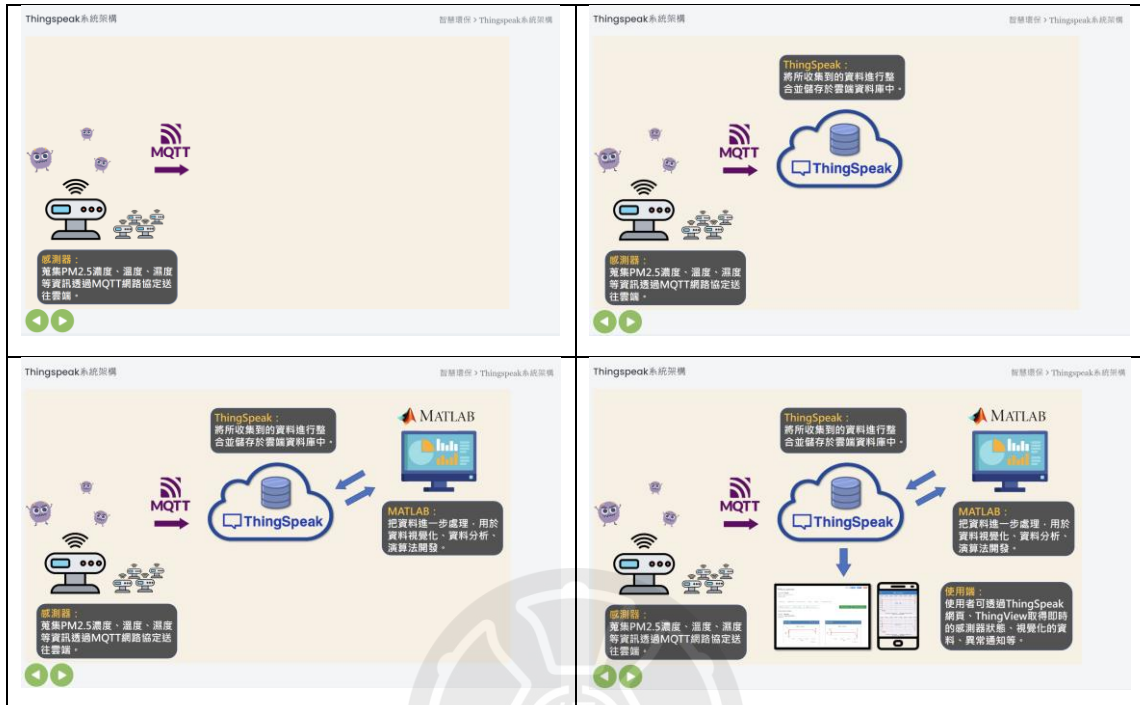 Thingspeak系統架構
智慧環保 > Thingspeak系統架構
MQTT
感測器：
蒐集PM2.5濃度、溫度、濕度
等資訊透過MQTT網路協定送
往雲端。
Thingspeak系統架構
智慧環保 > Thingspeak系統架構
ThingSpeak：
將所收集到的資料進行整
合並儲存於雲端資料庫中。
MQTT
ThingSpeak
感測器：
蒐集PM2.5濃度、溫度、濕度
等資訊透過MQTT網路協定送
往雲端。
Thingspeak系統架構
智慧環保 > Thingspeak系統架構
ThingSpeak：
將所收集到的資料進行整
合並儲存於雲端資料庫中。
MATLAB
MQTT
ThingSpeak
MATLAB：
把資料進一步處理，用於
資料視覺化、資料分析、
演算法開發。
感測器：
蒐集PM2.5濃度、溫度、濕度
等資訊透過MQTT網路協定送
往雲端。
Thingspeak系統架構
智慧環保 > Thingspeak系統架構
ThingSpeak：
將所收集到的資料進行整
合並儲存於雲端資料庫中。
MATLAB
MQTT
ThingSpeak
MATLAB：
把資料進一步處理，用於
資料視覺化、資料分析、
演算法開發。
感測器：
蒐集PM2.5濃度、溫度、濕度
等資訊透過MQTT網路協定送
往雲端。
使用端：
使用者可透過ThingSpeak
網頁、ThingView取得即時
的感測器狀態、視覺化的資
料、異常通知等。